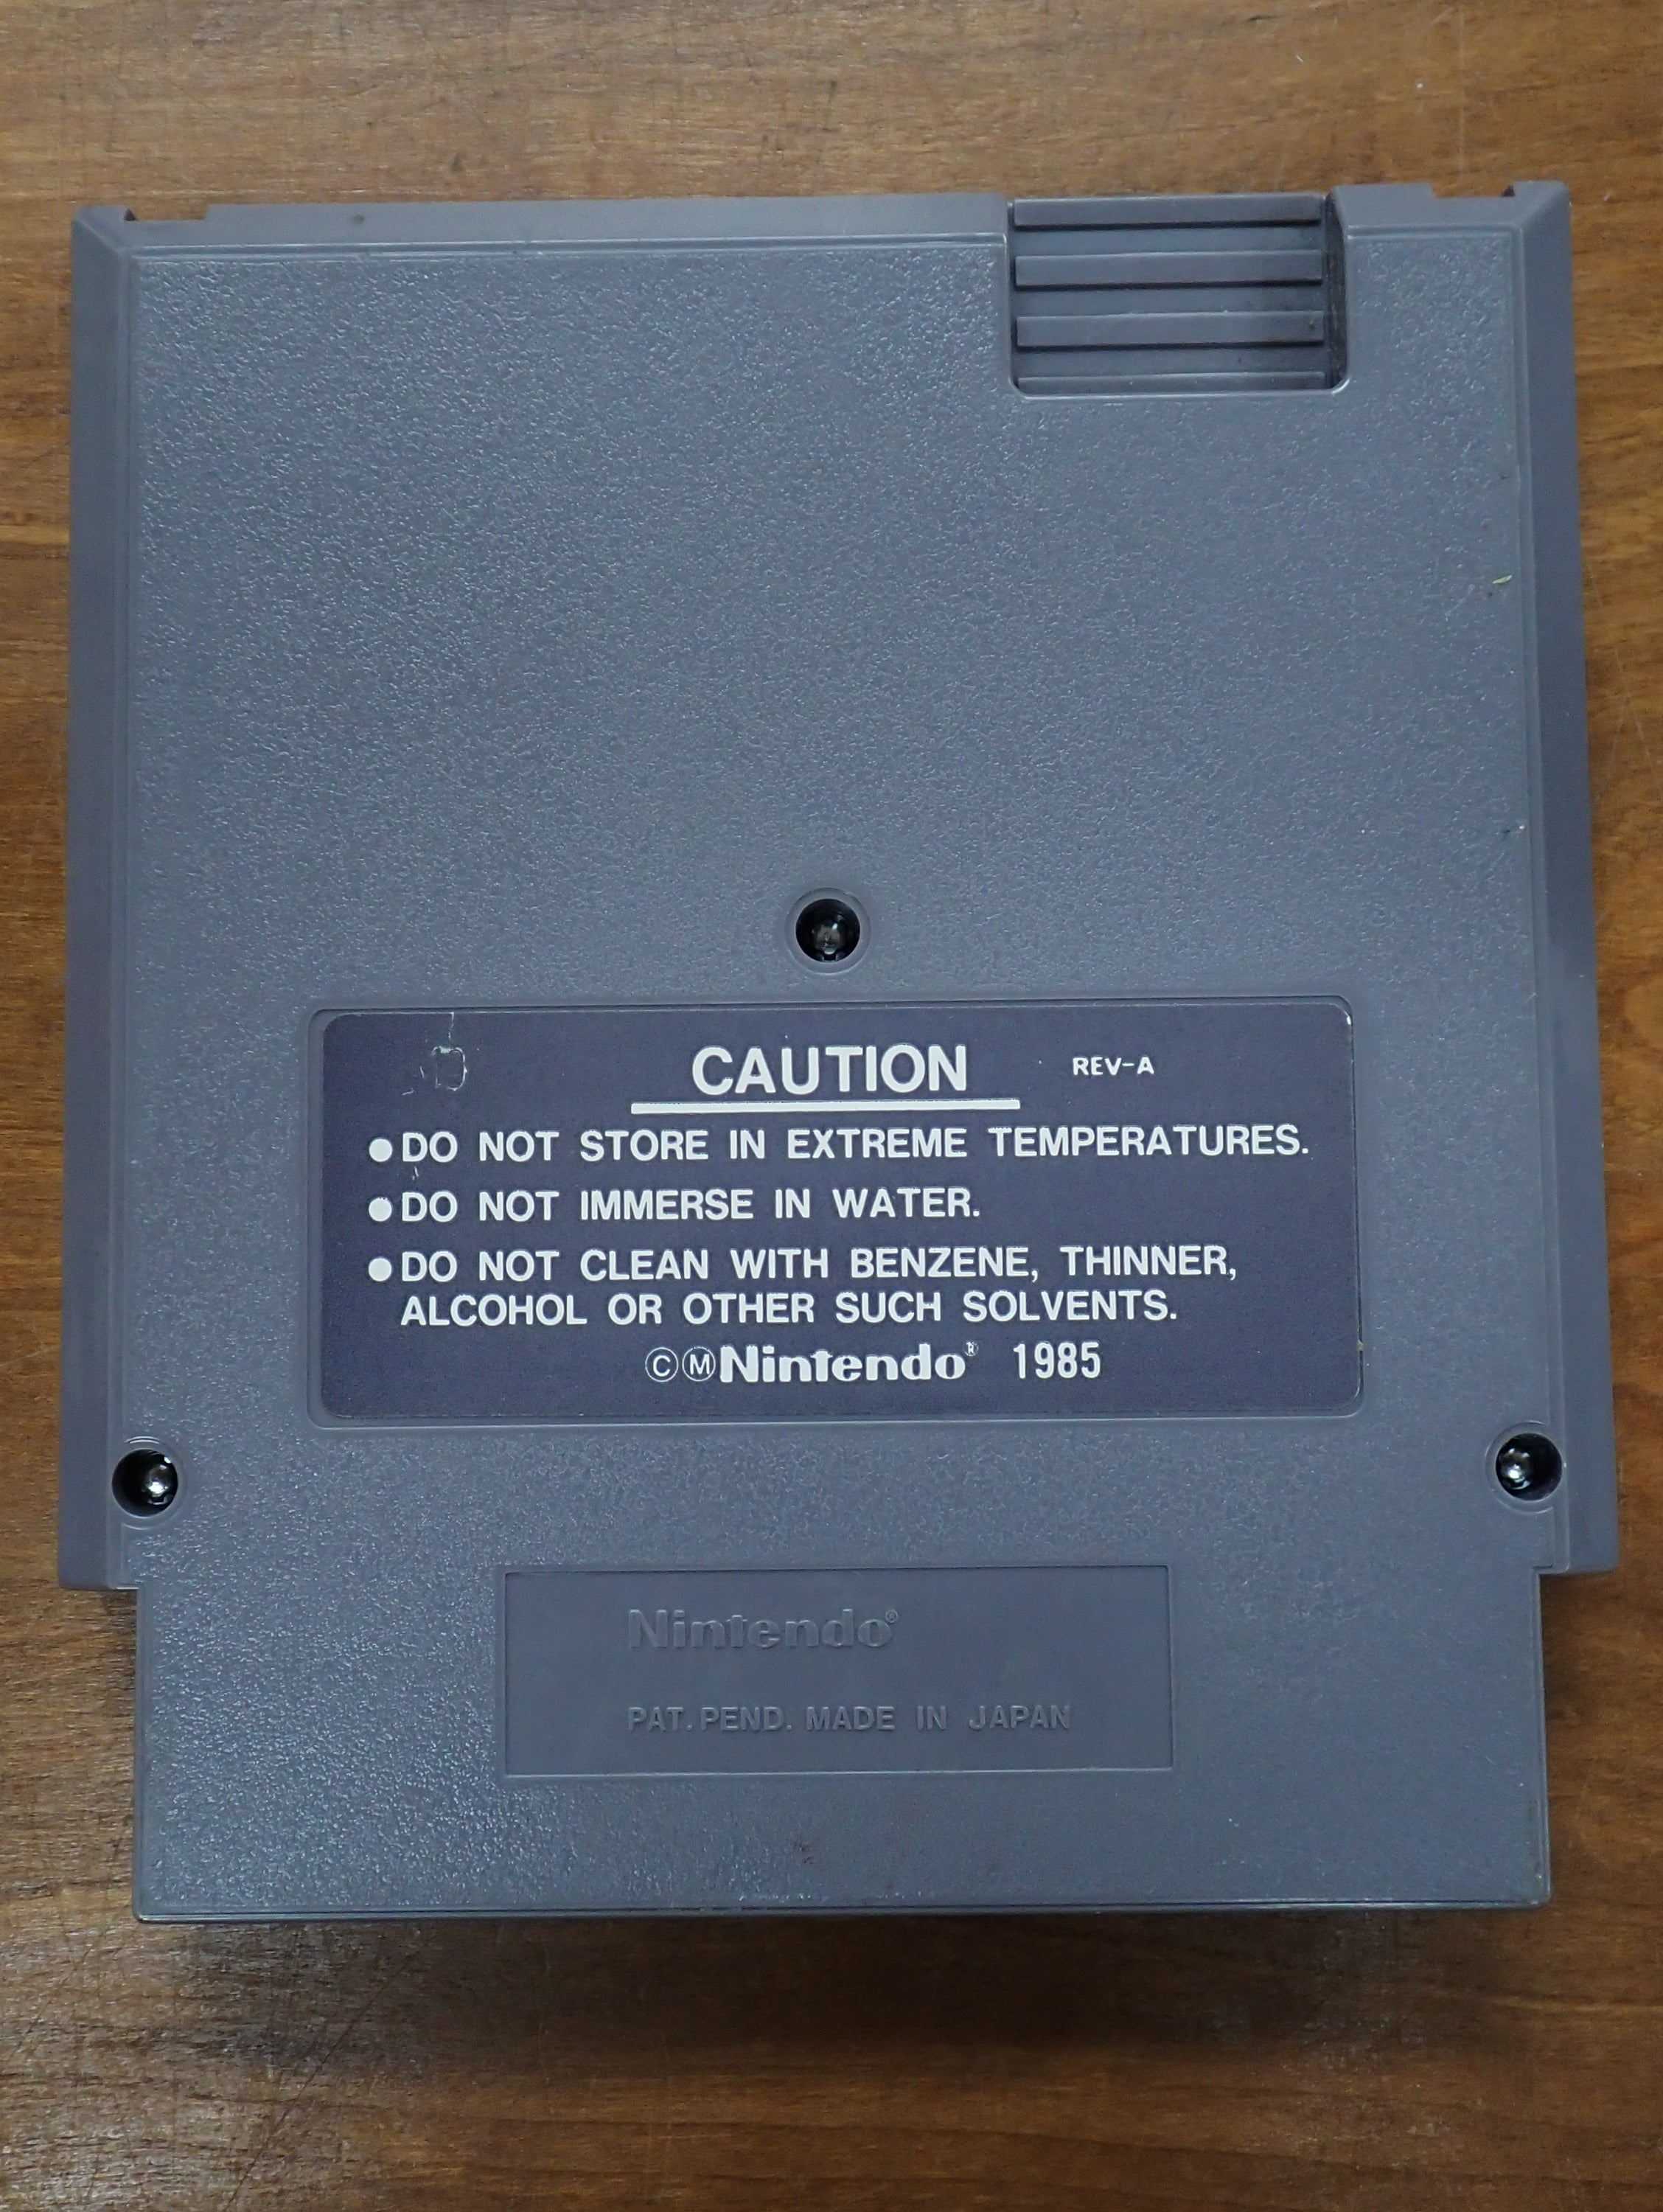 CAUTION REV-A
●DO NOT STORE IN EXTREME TEMPERATURES.
●DO NOT IMMERSE IN WATER.
●DO NOT CLEAN WITH BENZENE, THINNER,
ALCOHOL OR OTHER SUCH SOLVENTS.
ⒸⓂNintendo® 1985
Nintendo®
PAT. PEND. MADE IN JAPAN